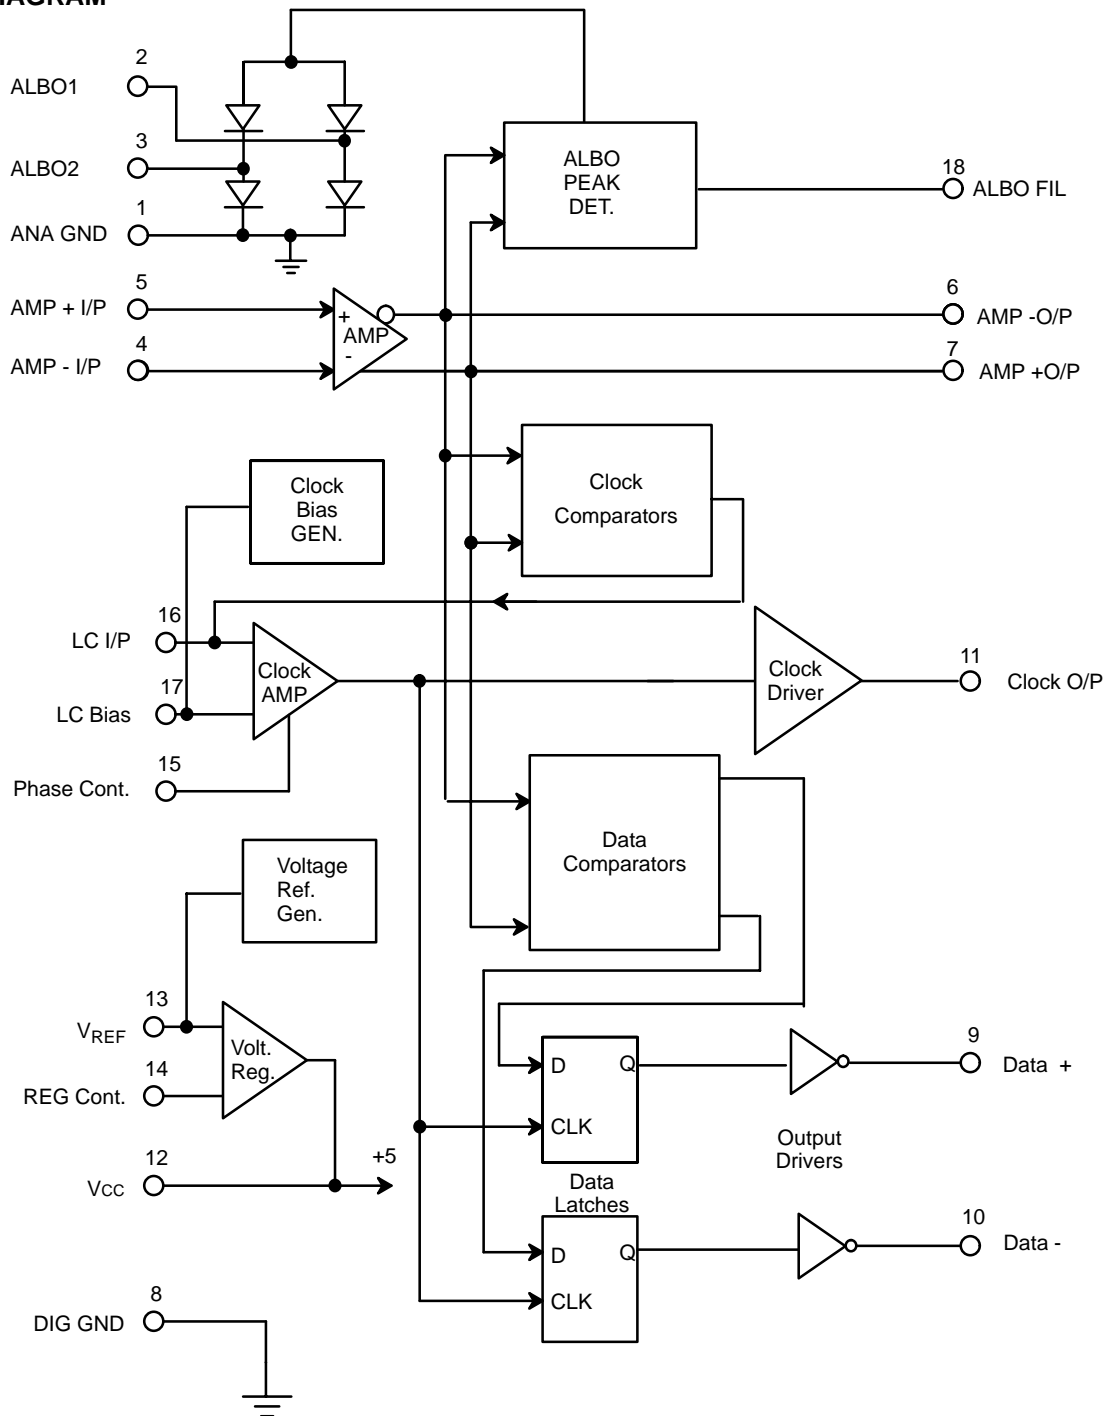 2
ALBO1
3
ALBO2
1
ANA GND
ALBO
PEAK
DET.
18
ALBO FIL
5
AMP + I/P
4
AMP - I/P
+
AMP
-
6
AMP -O/P
7
AMP +O/P
Clock
Bias
GEN.
Clock
Comparators
16
LC I/P
17
LC Bias
15
Phase Cont.
Clock
AMP
Clock
Driver
11
Clock O/P
Data
Comparators
Voltage
Ref.
Gen.
13
VREF
14
REG Cont.
Volt.
Reg.
12
VCC
+5
D
Q
CLK
9
Data +
Output
Drivers
Data
Latches
D
Q
CLK
10
Data -
8
DIG GND